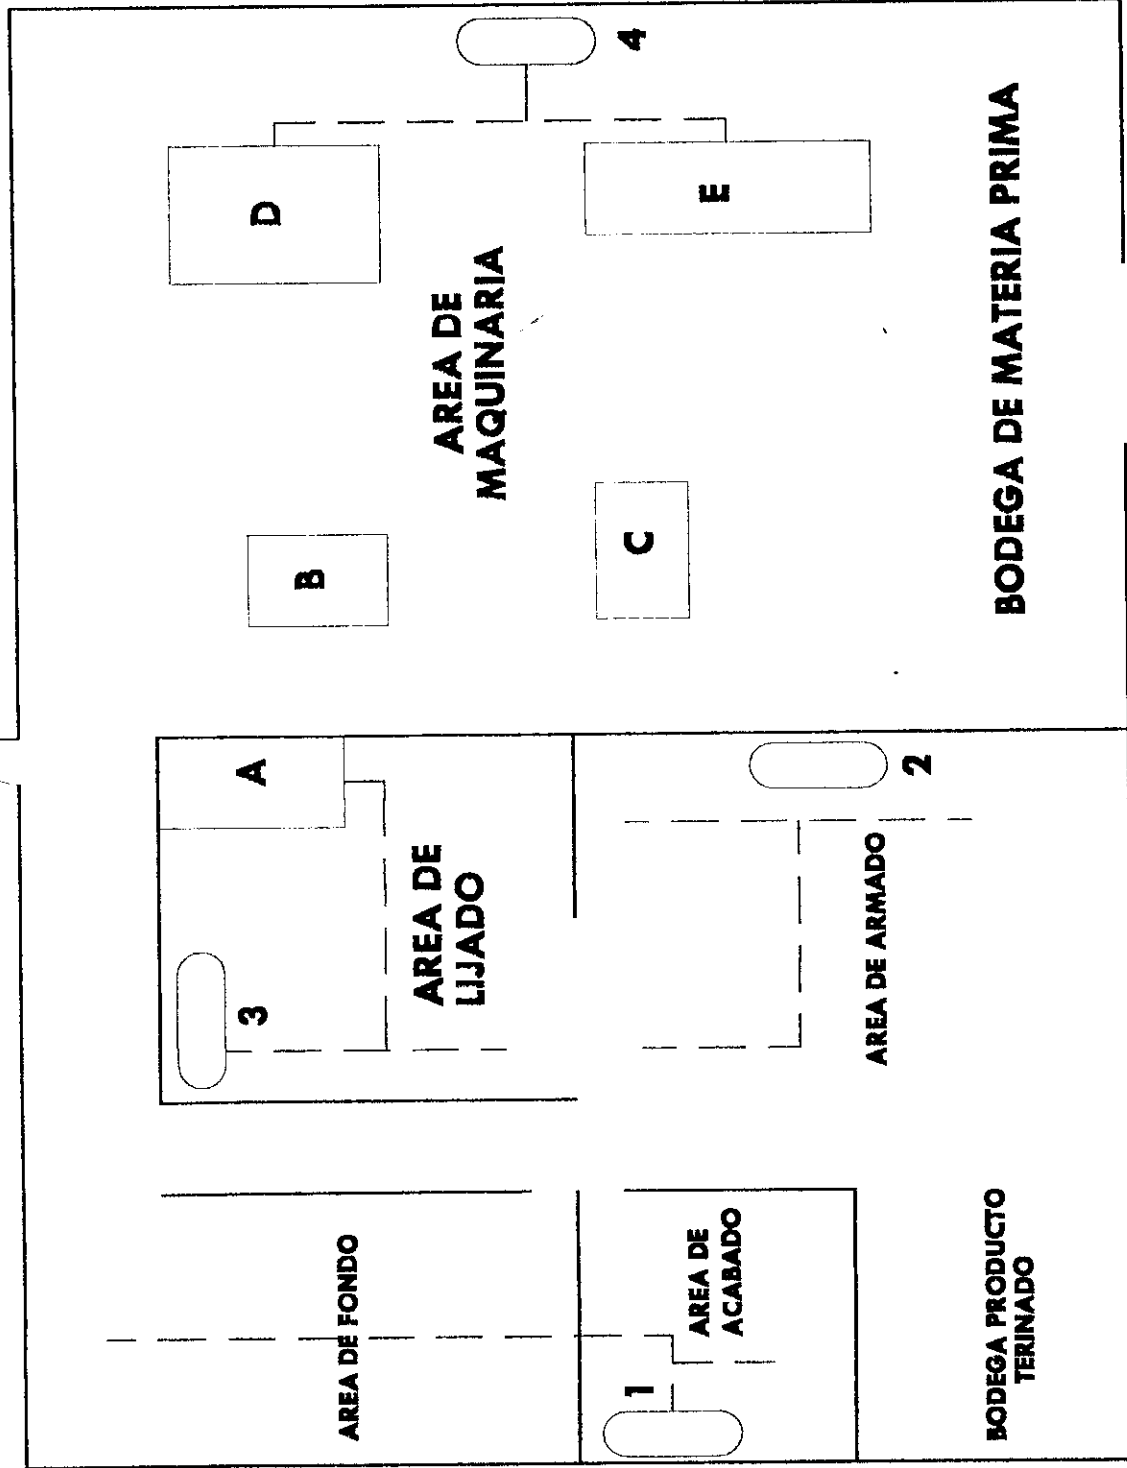 AREA DE FONDO
1
AREA DE
ACABADO
BODEGA PRODUCTO
TERINADO
3
A
AREA DE
LIJADO
2
AREA DE ARMADO
B
C
D
E
4
AREA DE
MAQUINARIA
BODEGA DE MATERIA PRIMA